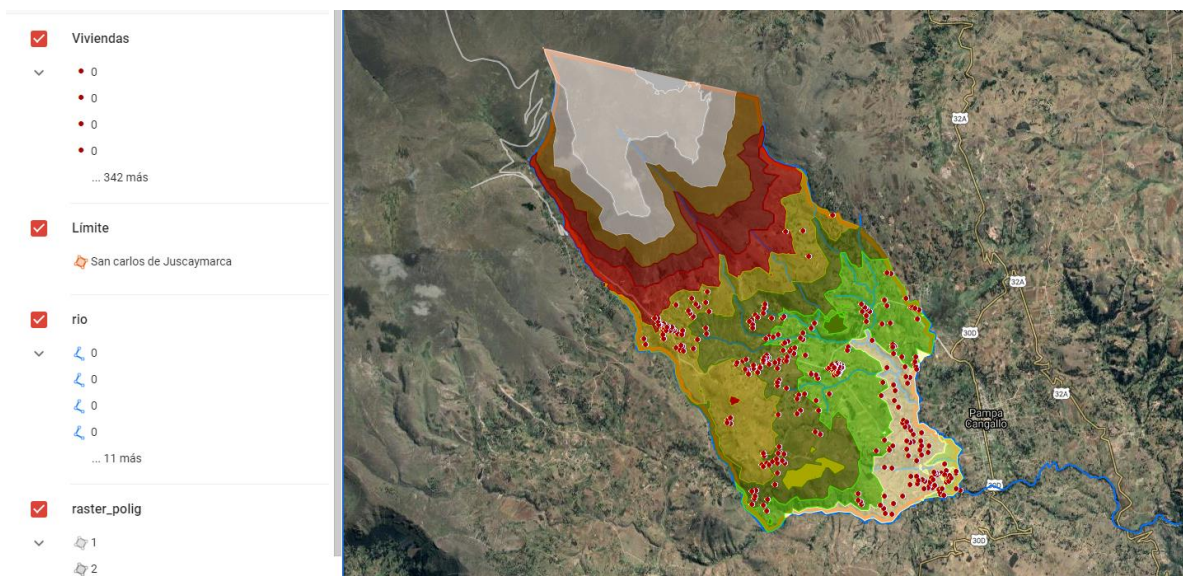 Viviendas
0
0
0
0
... 342 más
Límite
San carlos de Juscaymarca
rio
0
0
0
0
... 11 más
raster_polig
1
2
32A
32A
30D
32A
Pampa
Cangallo
30D
30D